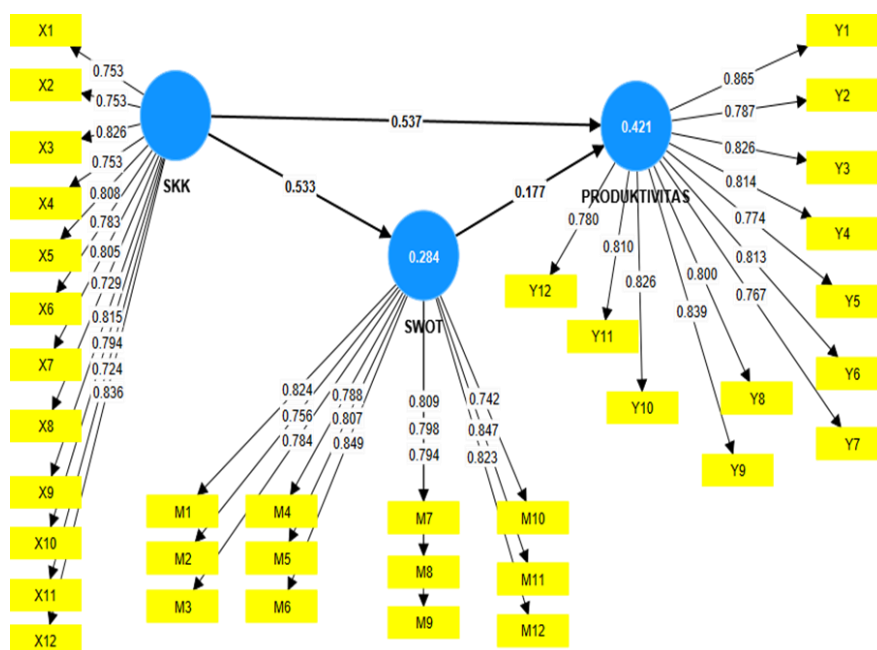 X1
X2
X3
X4
X5
X6
X7
X8
X9
X10
X11
X12
0.753
0.753
0.826
0.753
0.808
0.783
0.805
0.729
0.815
0.794
0.724
0.836
SKK
0.537
0.533
0.177
0.284
SWOT
0.421
PRODUKTIVITAS
0.824
0.756
0.784
0.788
0.807
0.849
0.809
0.798
0.794
0.742
0.847
0.823
M1
M2
M3
M4
M5
M6
M7
M8
M9
M10
M11
M12
0.865
0.787
0.826
0.814
0.774
0.813
0.767
0.800
0.839
0.826
0.810
0.780
Y1
Y2
Y3
Y4
Y5
Y6
Y7
Y8
Y9
Y10
Y11
Y12